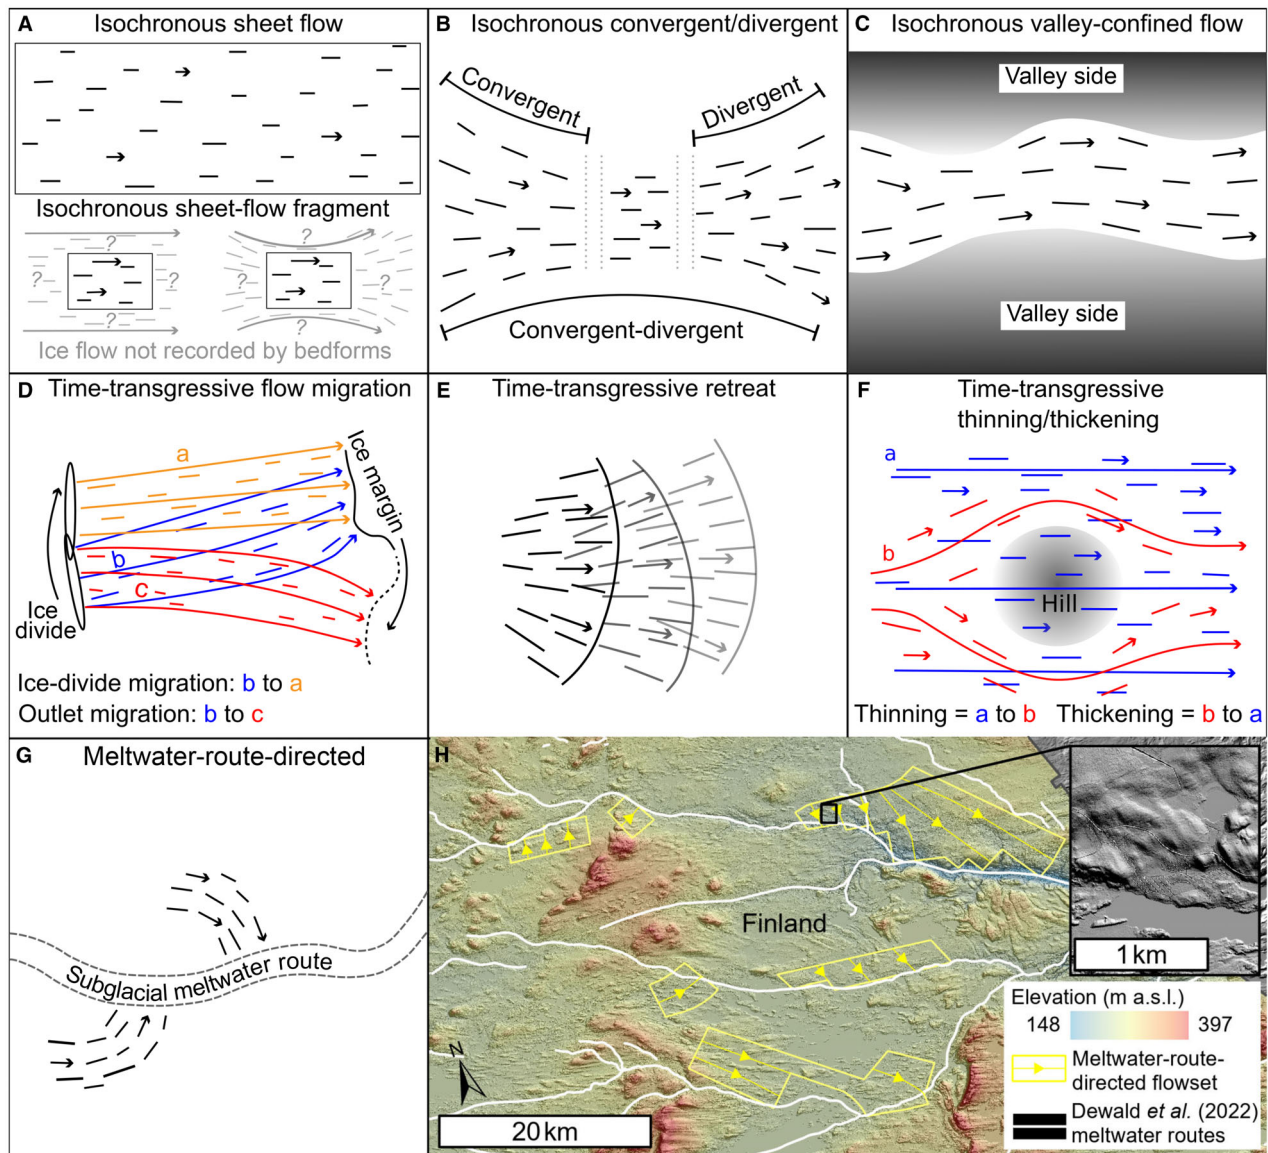 A Isochronous sheet flow
Isochronous sheet-flow fragment
? ? ? ?
? ? ? ?
Ice flow not recorded by bedforms
B Isochronous convergent/divergent
Convergent
Divergent
Convergent-divergent
C Isochronous valley-confined flow
Valley side
Valley side
D Time-transgressive flow migration
a
b
c
Ice margin
Ice
divide
Ice-divide migration: b to a
Outlet migration: b to c
E Time-transgressive retreat
F Time-transgressive
thinning/thickening
a
b
Hill
Thinning = a to b Thickening = b to a
G Meltwater-route-directed
Subglacial meltwater route
H
Finland
1 km
N
20 km
Elevation (m a.s.l.)
148 397
Meltwater-route-
directed flowset
Dewald et al. (2022)
meltwater routes